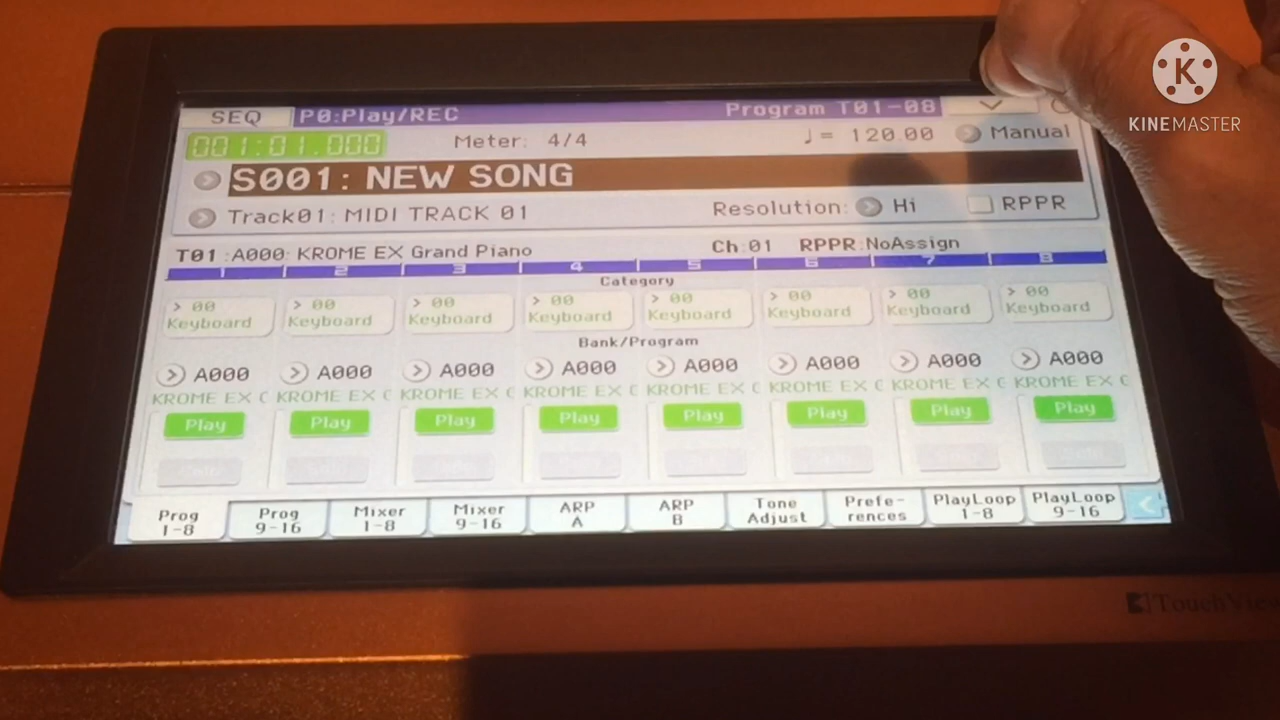 SEQ P0:Play/REC Program T01-08
001:01.000 Meter: 4/4 ♩= 120.00 Manual
S001: NEW SONG
Track01: MIDI TRACK 01 Resolution: Hi RPPR
T01 :A000: KROME EX Grand Piano Ch:01 RPPR:NoAssign
1 2 3 4 5 6 7 8
Category
> 00 > 00 > 00 > 00 > 00 > 00 > 00 > 00
Keyboard Keyboard Keyboard Keyboard Keyboard Keyboard Keyboard Keyboard
Bank/Program
A000 A000 A000 A000 A000 A000 A000 A000
KROME EX KROME EX KROME EX KROME EX KROME EX KROME EX KROME EX KROME EX
Play Play Play Play Play Play Play Play
Prog 1-8
Prog 9-16
Mixer 1-8
Mixer 9-16
ARP A
ARP B
Tone Adjust
Prefe- rences
PlayLoop 1-8
PlayLoop 9-16
TouchView
K
KINEMASTER